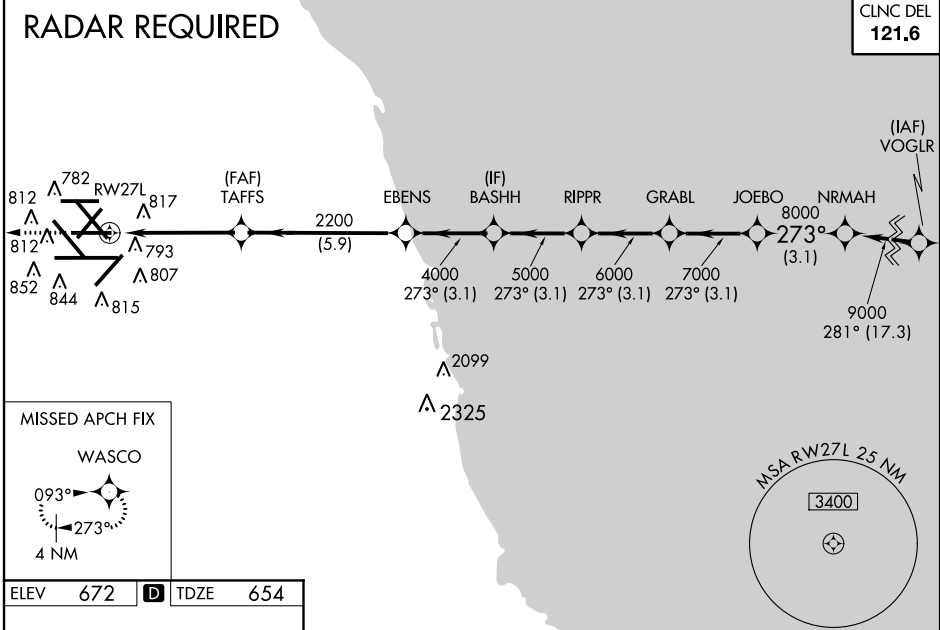 RADAR REQUIRED
CLNC DEL
121.6
(IAF)
VOGLR
782
812
RW27L
817
(FAF)
TAFFS
EBENS
(IF)
BASHH
RIPPR
GRABL
JOEBO
NRMAH
2200
(5.9)
8000
273°
(3.1)
812
793
807
852
844
815
4000
273° (3.1)
5000
273° (3.1)
6000
273° (3.1)
7000
273° (3.1)
9000
281° (17.3)
2099
2325
MISSED APCH FIX
WASCO
093°
273°
4 NM
MSA RW27L 25 NM
3400
ELEV 672 D TDZE 654